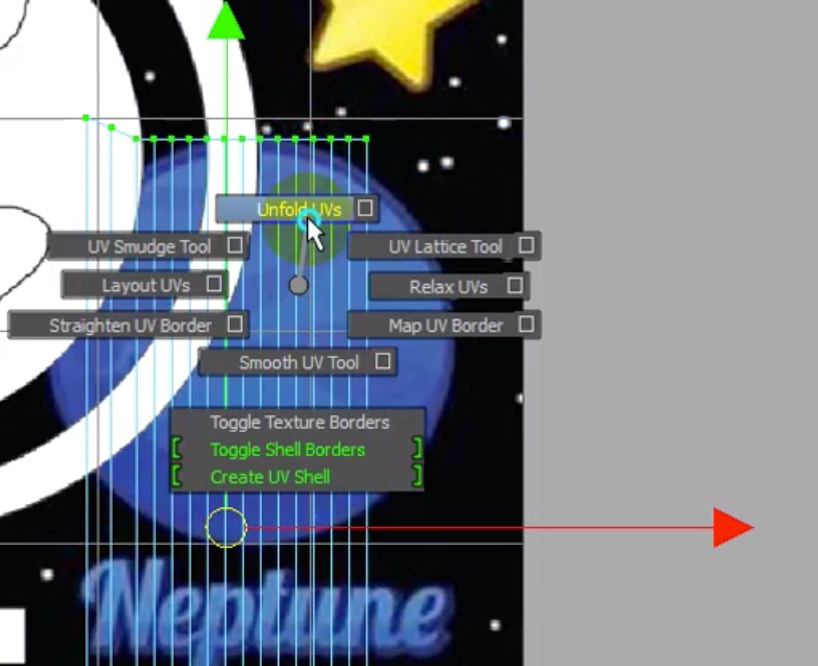 Unfold UVs
UV Smudge Tool
UV Lattice Tool
Layout UVs
Relax UVs
Straighten UV Border
Map UV Border
Smooth UV Tool
Toggle Texture Borders
Toggle Shell Borders
Create UV Shell
Neptune